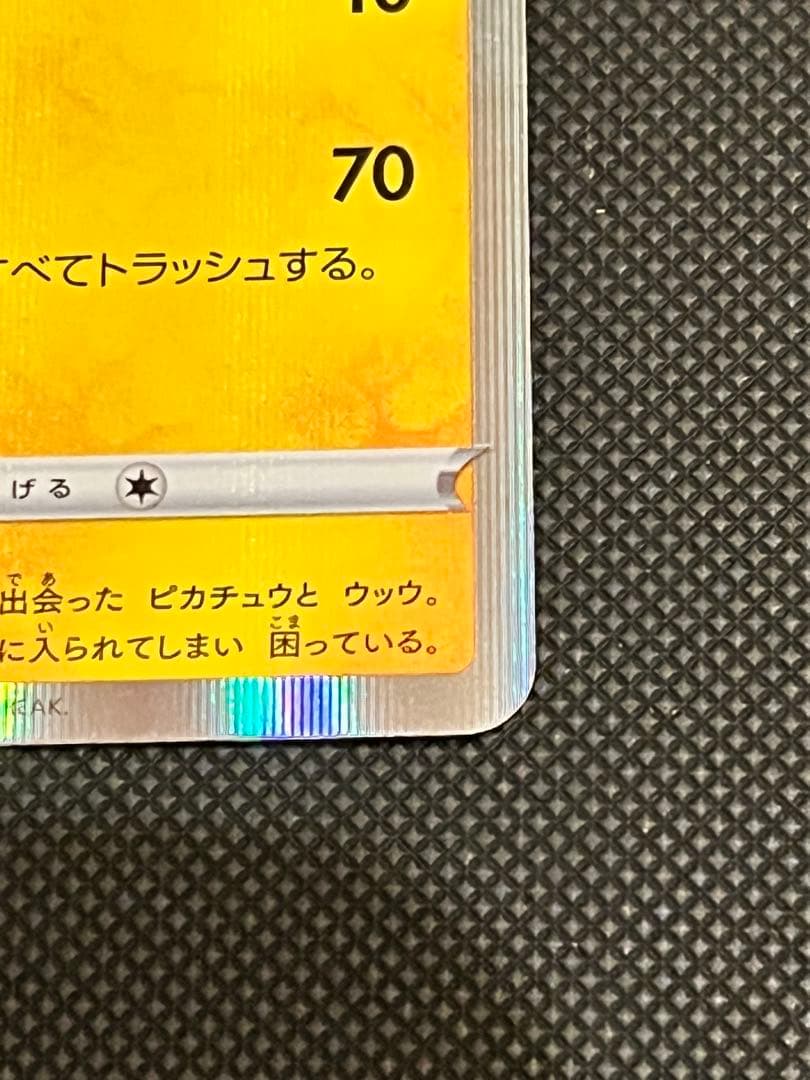 70
べてトラッシュする。
げる
出会った ピカチュウと ウッウ。
に入られてしまい 困っている。
AK.